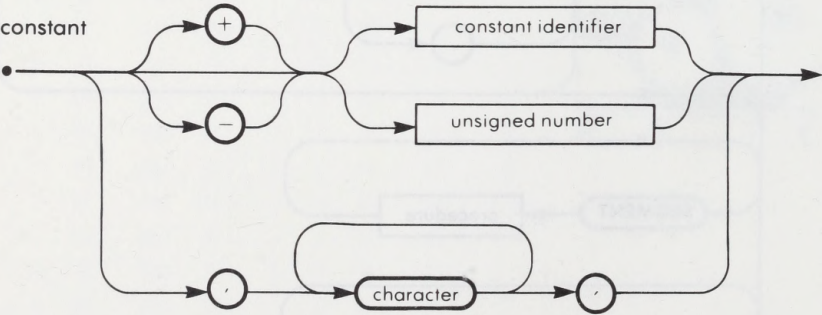 constant
+
constant identifier
−
unsigned number
'
character
'